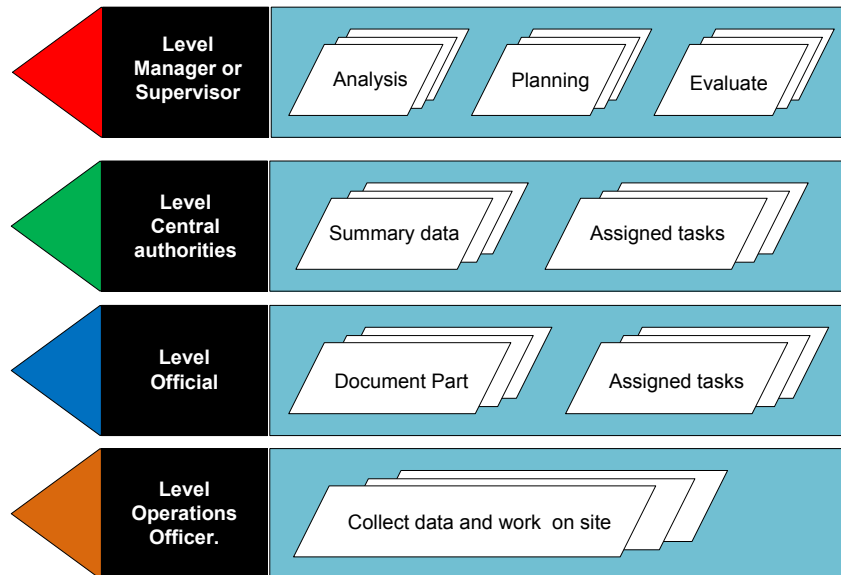 Level
Manager or
Supervisor
Analysis
Planning
Evaluate
Level
Central
authorities
Summary data
Assigned tasks
Level
Official
Document Part
Assigned tasks
Level
Operations
Officer.
Collect data and work on site